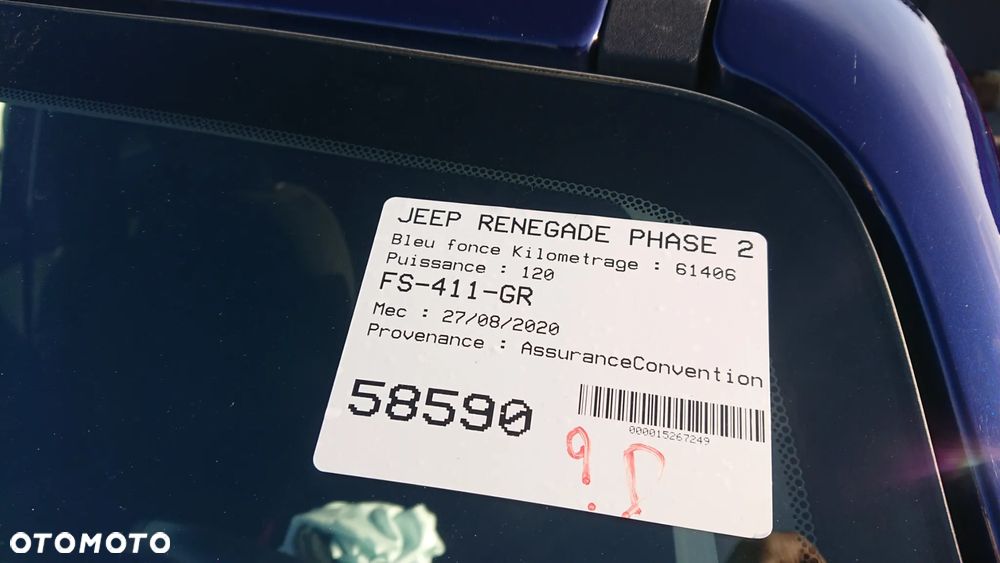 JEEP RENEGADE PHASE 2
Bleu fonce Kilometrage : 61406
Puissance : 120
FS-411-GR
Mec : 27/08/2020
Provenance : AssuranceConvention
58590
000015267249
OTOMOTO